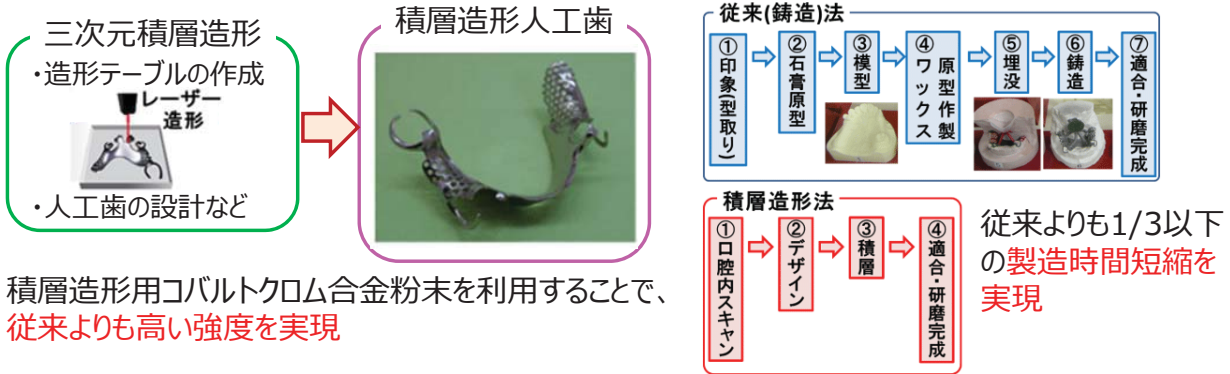 三次元積層造形
・造形テーブルの作成
レーザー
造形
・人工歯の設計など
積層造形人工歯
積層造形用コバルトクロム合金粉末を利用することで、
従来よりも高い強度を実現
従来(鋳造)法
①印象(型取り)
②石膏原型
③模型
④ワックス原型作製
⑤埋没
⑥鋳造
⑦適合・研磨完成
積層造形法
①口腔内スキャン
②デザイン
③積層
④適合・研磨完成
従来よりも1/3以下
の製造時間短縮を
実現